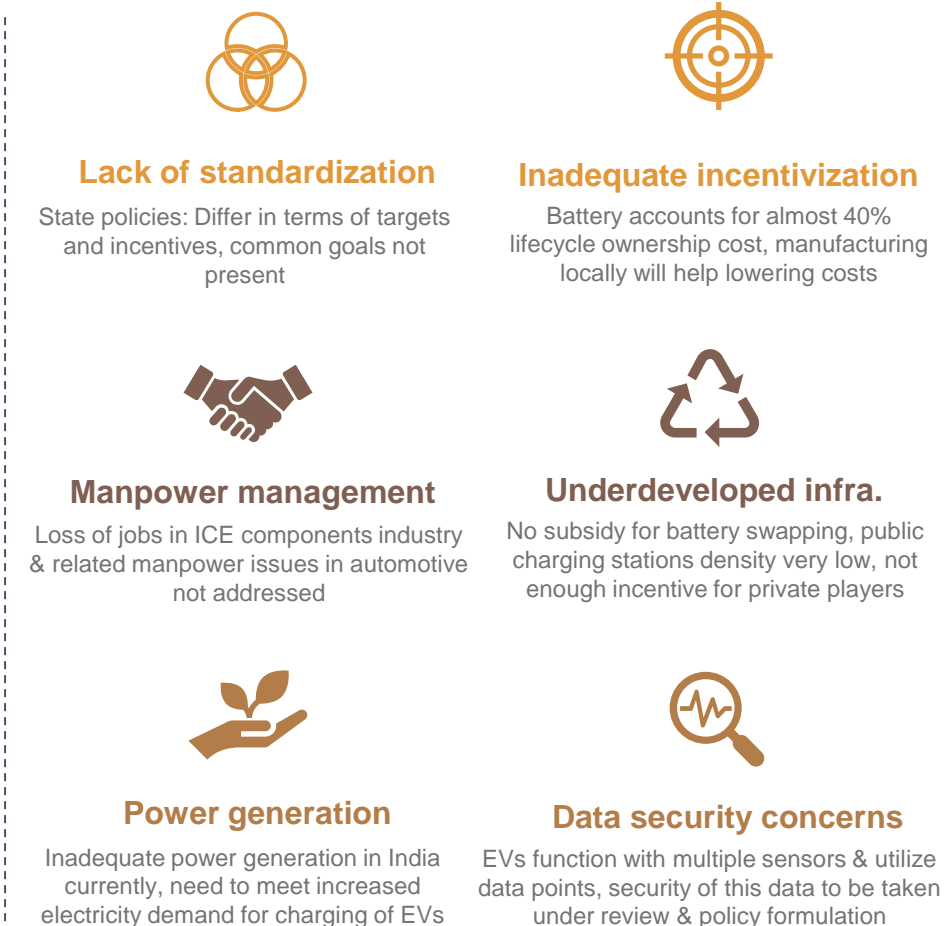 Lack of standardization
State policies: Differ in terms of targets
and incentives, common goals not
present
Inadequate incentivization
Battery accounts for almost 40%
lifecycle ownership cost, manufacturing
locally will help lowering costs
Manpower management
Loss of jobs in ICE components industry
& related manpower issues in automotive
not addressed
Underdeveloped infra.
No subsidy for battery swapping, public
charging stations density very low, not
enough incentive for private players
Power generation
Inadequate power generation in India
currently, need to meet increased
electricity demand for charging of EVs
Data security concerns
EVs function with multiple sensors & utilize
data points, security of this data to be taken
under review & policy formulation